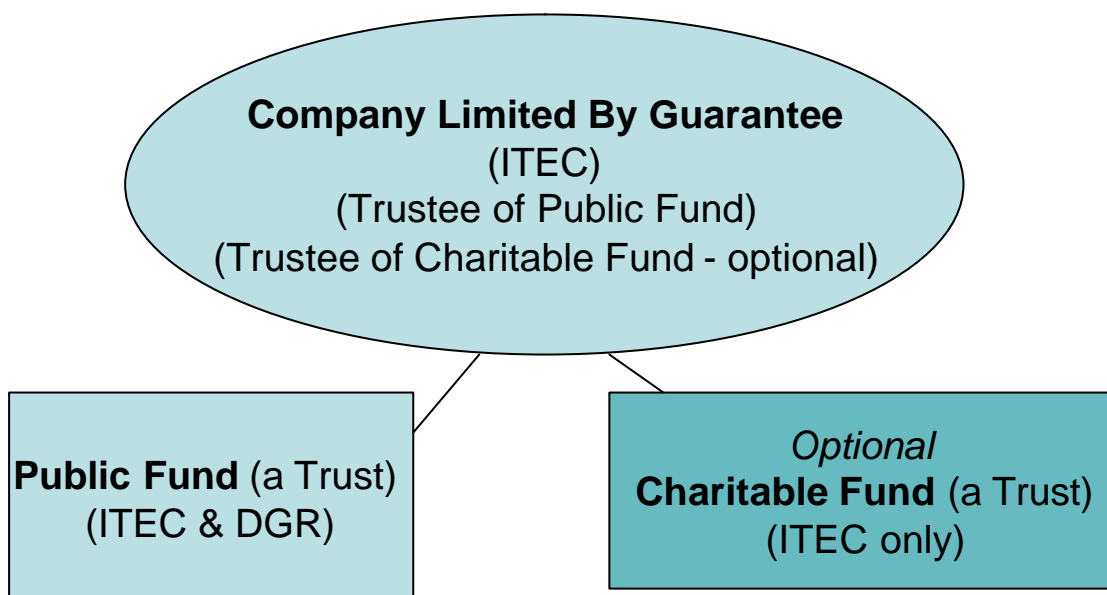 Company Limited By Guarantee
(ITEC)
(Trustee of Public Fund)
(Trustee of Charitable Fund - optional)
Public Fund (a Trust)
(ITEC & DGR)
Optional
Charitable Fund (a Trust)
(ITEC only)